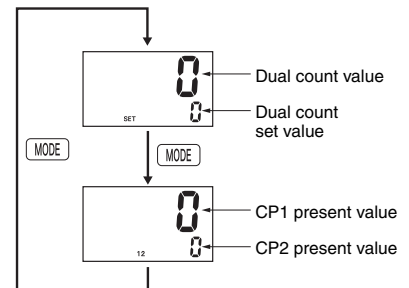 0
Dual count value
SET
0
Dual count
set value
MODE
MODE
0
CP1 present value
12
0
CP2 present value